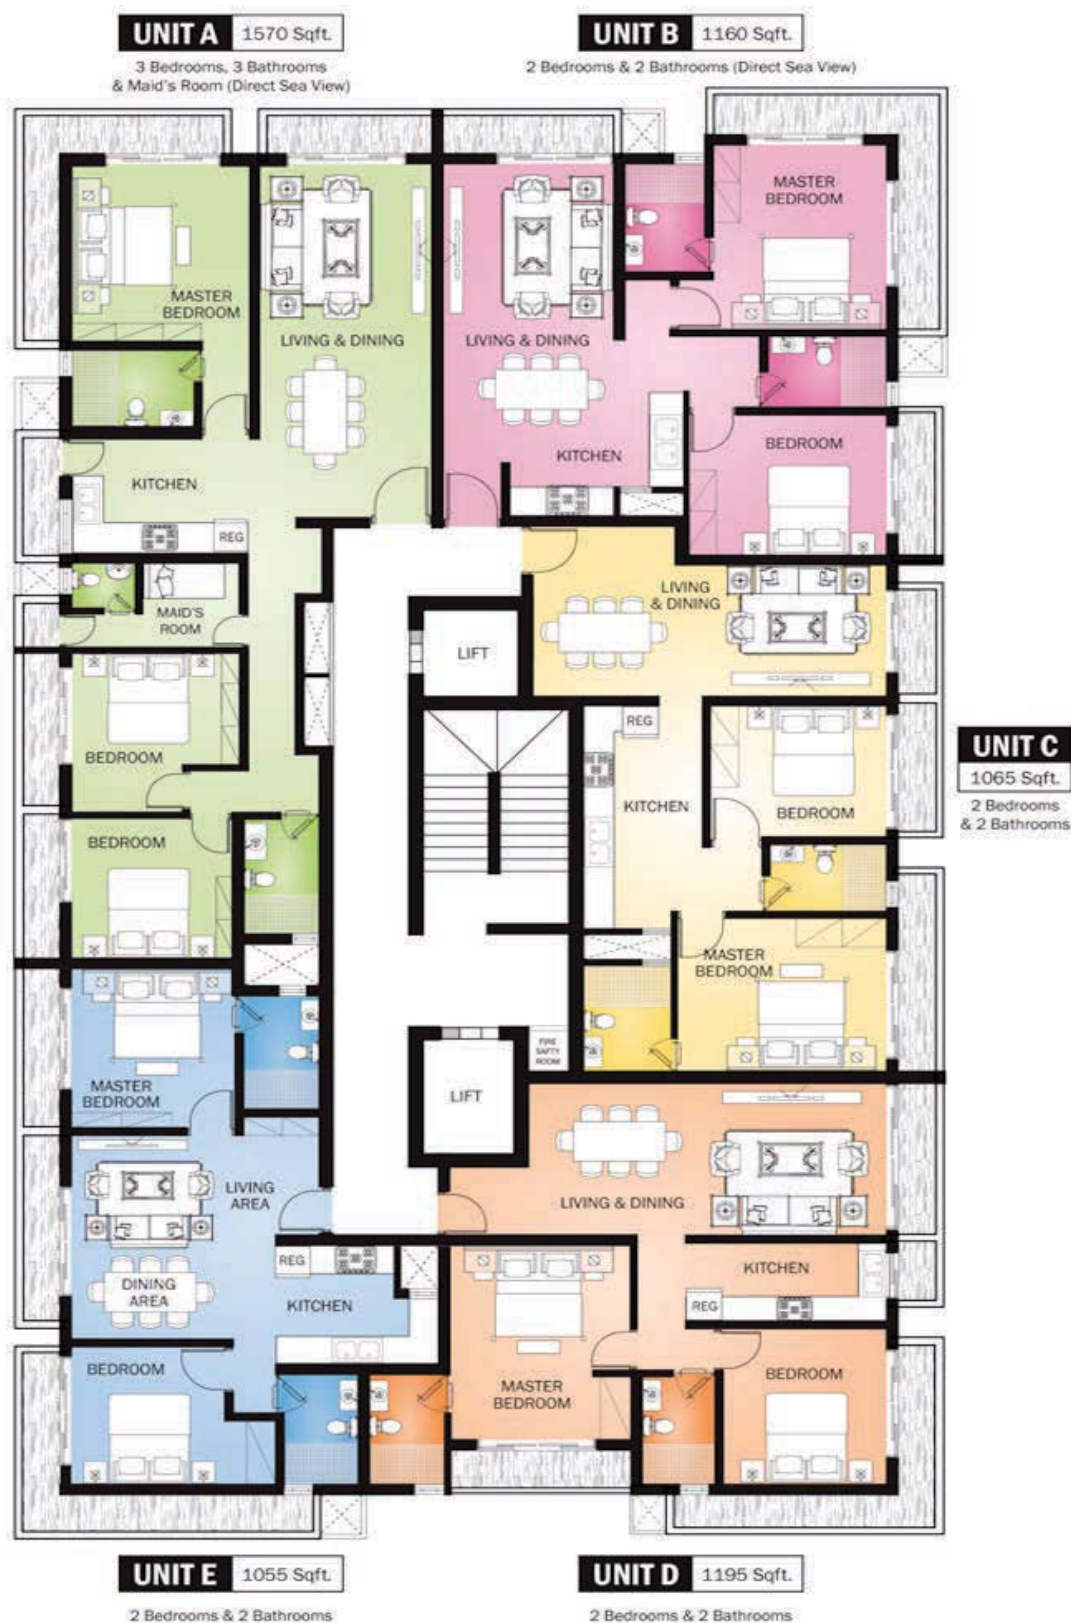 UNIT A 1570 Sqft.
3 Bedrooms, 3 Bathrooms
& Maid's Room (Direct Sea View)
UNIT B 1160 Sqft.
2 Bedrooms & 2 Bathrooms (Direct Sea View)
MASTER
BEDROOM
LIVING & DINING
KITCHEN
REG
MAID'S
ROOM
BEDROOM
BEDROOM
LIVING & DINING
KITCHEN
MASTER
BEDROOM
BEDROOM
LIFT
LIVING
& DINING
REG
KITCHEN
BEDROOM
MASTER
BEDROOM
UNIT C
1065 Sqft.
2 Bedrooms
& 2 Bathrooms
FIRE
SAFTY
ROOM
LIFT
MASTER
BEDROOM
LIVING
AREA
DINING
AREA
REG
KITCHEN
BEDROOM
LIVING & DINING
KITCHEN
REG
MASTER
BEDROOM
BEDROOM
UNIT E 1055 Sqft.
2 Bedrooms & 2 Bathrooms
UNIT D 1195 Sqft.
2 Bedrooms & 2 Bathrooms